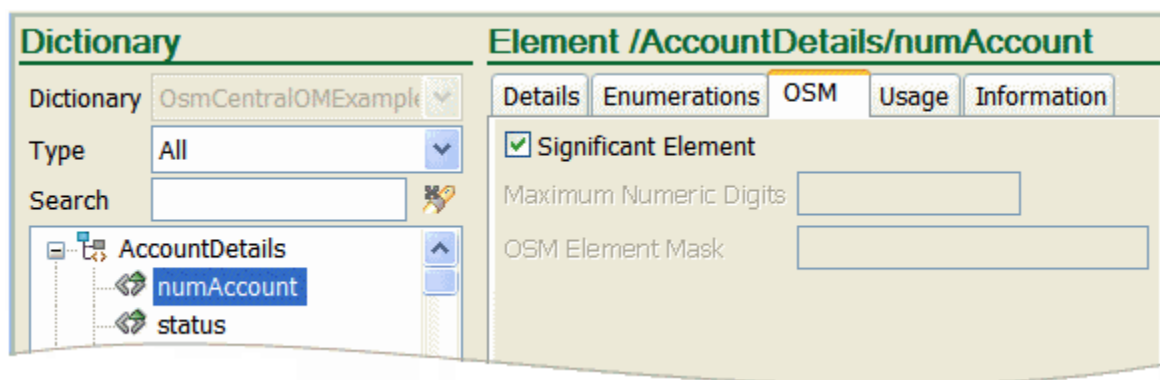 Dictionary
Dictionary OsmCentralOMExample
Type All
Search
AccountDetails
numAccount
status
Element /AccountDetails/numAccount
Details Enumerations OSM Usage Information
Significant Element
Maximum Numeric Digits
OSM Element Mask